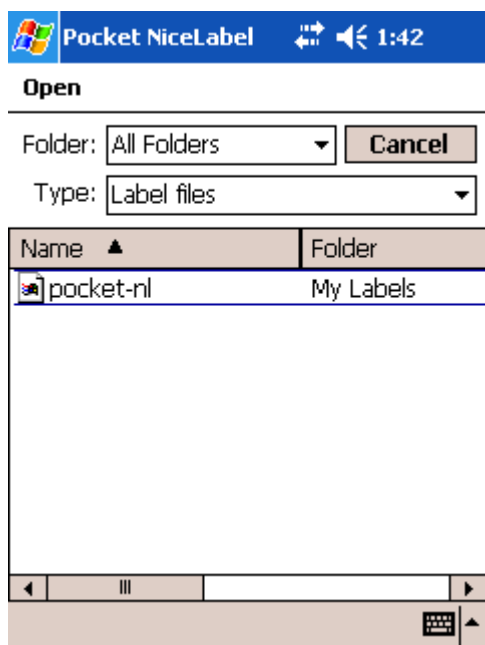 Pocket NiceLabel 1:42
Open
Folder: All Folders Cancel
Type: Label files
Name Folder
pocket-nl My Labels